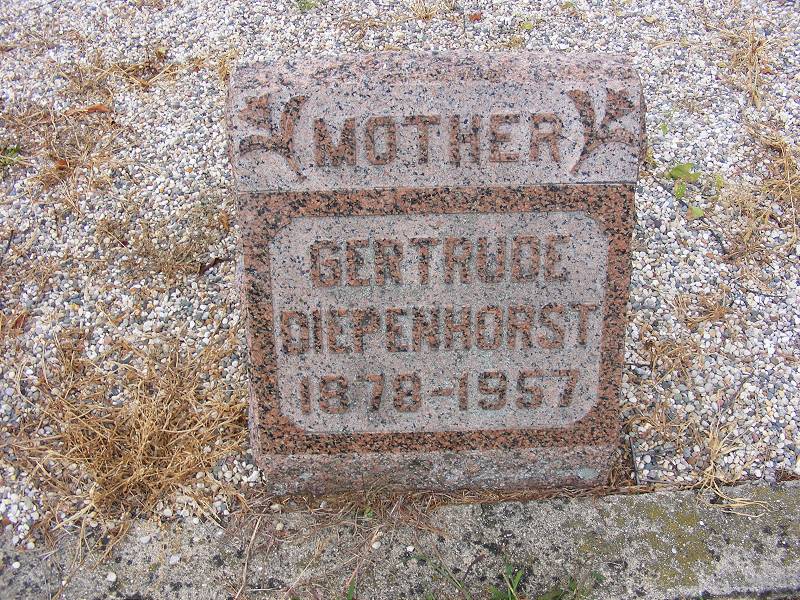 MOTHER
GERTRUDE
DIEPENHORST
1878-1957